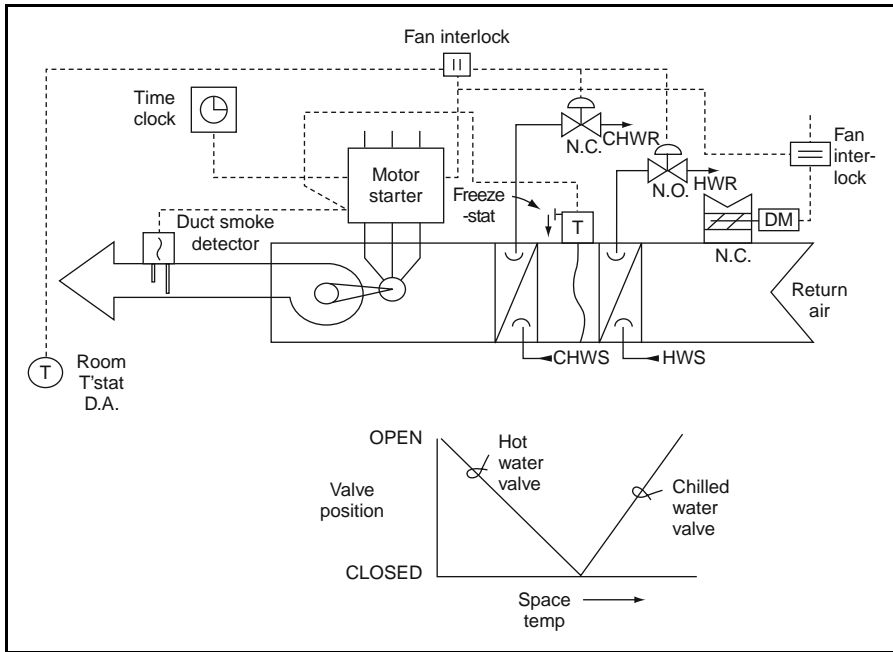 Fan interlock
Time
clock
Motor
starter
Duct smoke
detector
Freeze
-stat
T
CHWR
N.C.
HWR
N.O.
Fan
inter-
lock
DM
N.C.
Return
air
CHWS
HWS
T
Room
T'stat
D.A.
OPEN
Hot
water
valve
Valve
position
Chilled
water
valve
CLOSED
Space
temp